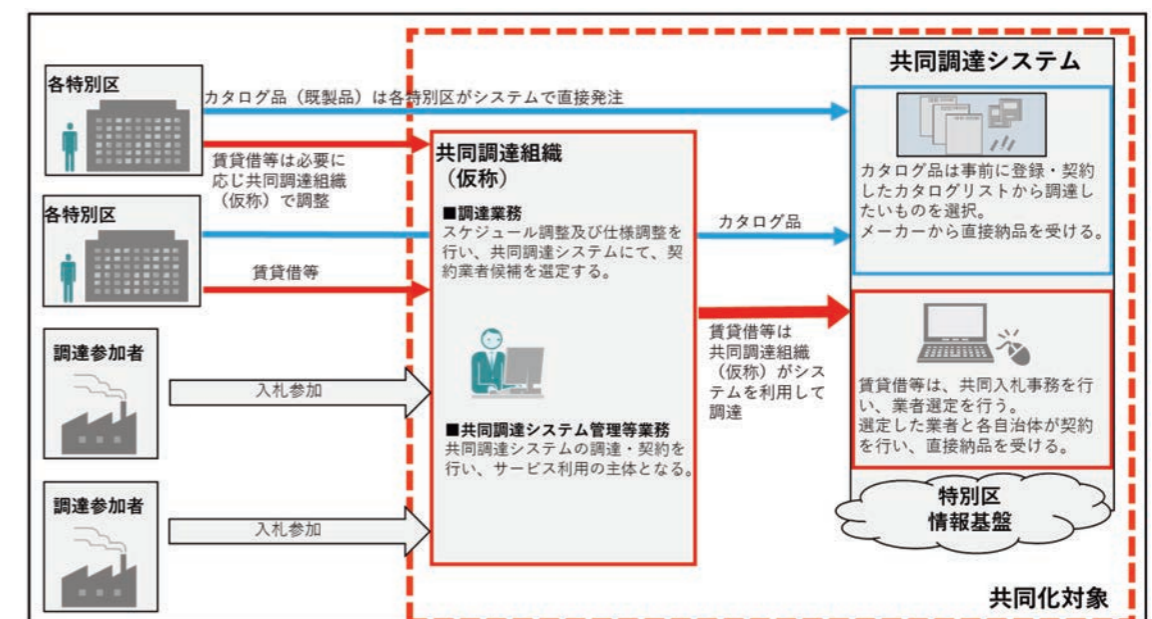 各特別区
カタログ品（既製品）は各特別区がシステムで直接発注
賃貸借等は必要に
応じ共同調達組織
（仮称）で調整
各特別区
賃貸借等
調達参加者
入札参加
調達参加者
入札参加
共同調達組織
（仮称）
■調達業務
スケジュール調整及び仕様調整を
行い、共同調達システムにて、契
約業者候補を選定する。
■共同調達システム管理等業務
共同調達システムの調達・契約を
行い、サービス利用の主体となる。
カタログ品
賃貸借等は
共同調達組織
（仮称）がシス
テムを利用して
調達
共同調達システム
カタログ品は事前に登録・契約
したカタログリストから調達し
たいものを選択。
メーカーから直接納品を受ける。
賃貸借等は、共同入札事務を行
い、業者選定を行う。
選定した業者と各自治体が契約
を行い、直接納品を受ける。
特別区
情報基盤
共同化対象